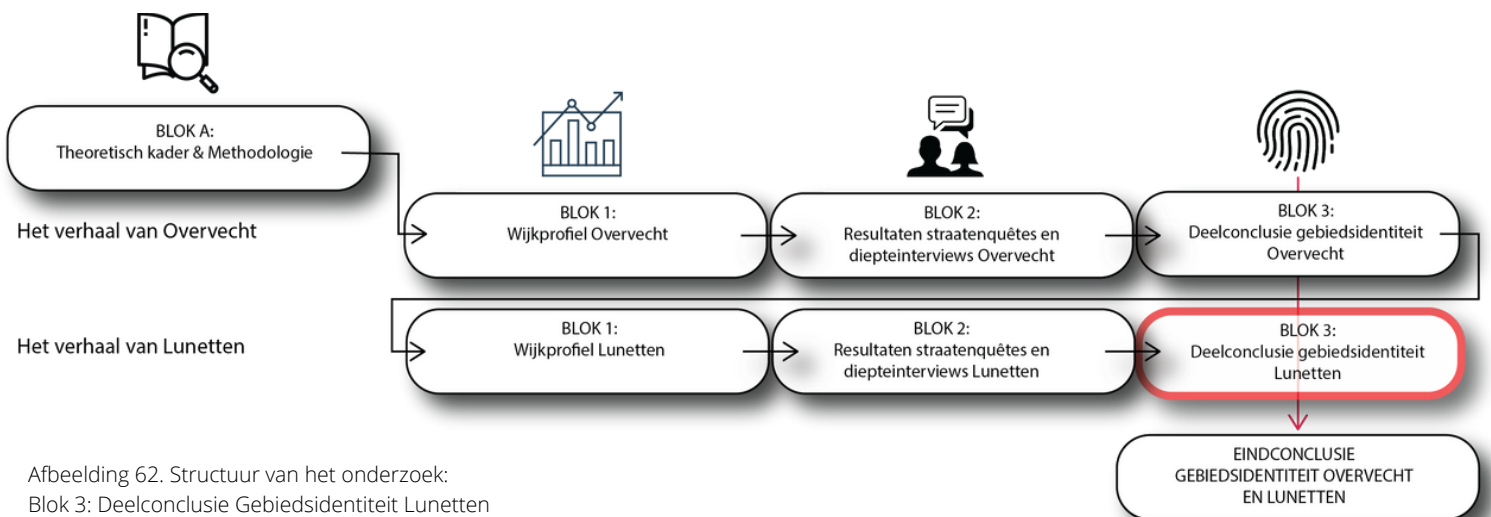 BLOK A:
Theoretisch kader & Methodologie
Het verhaal van Overvecht
BLOK 1:
Wijkprofiel Overvecht
BLOK 2:
Resultaten straatenquêtes en
diepteinterviews Overvecht
BLOK 3:
Deelconclusie gebiedsidentiteit
Overvecht
Het verhaal van Lunetten
BLOK 1:
Wijkprofiel Lunetten
BLOK 2:
Resultaten straatenquêtes en
diepteinterviews Lunetten
BLOK 3:
Deelconclusie gebiedsidentiteit
Lunetten
EINDCONCLUSIE
GEBIEDSIDENTITEIT OVERVECHT
EN LUNETTEN
Afbeelding 62. Structuur van het onderzoek:
Blok 3: Deelconclusie Gebiedsidentiteit Lunetten